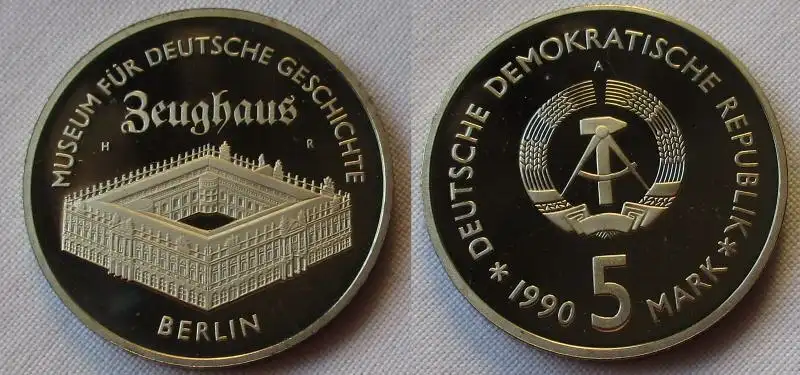 MUSEUM FÜR DEUTSCHE GESCHICHTE
Zeughaus
H R
BERLIN
DEUTSCHE DEMOKRATISCHE REPUBLIK
A
* 1990 5 MARK *